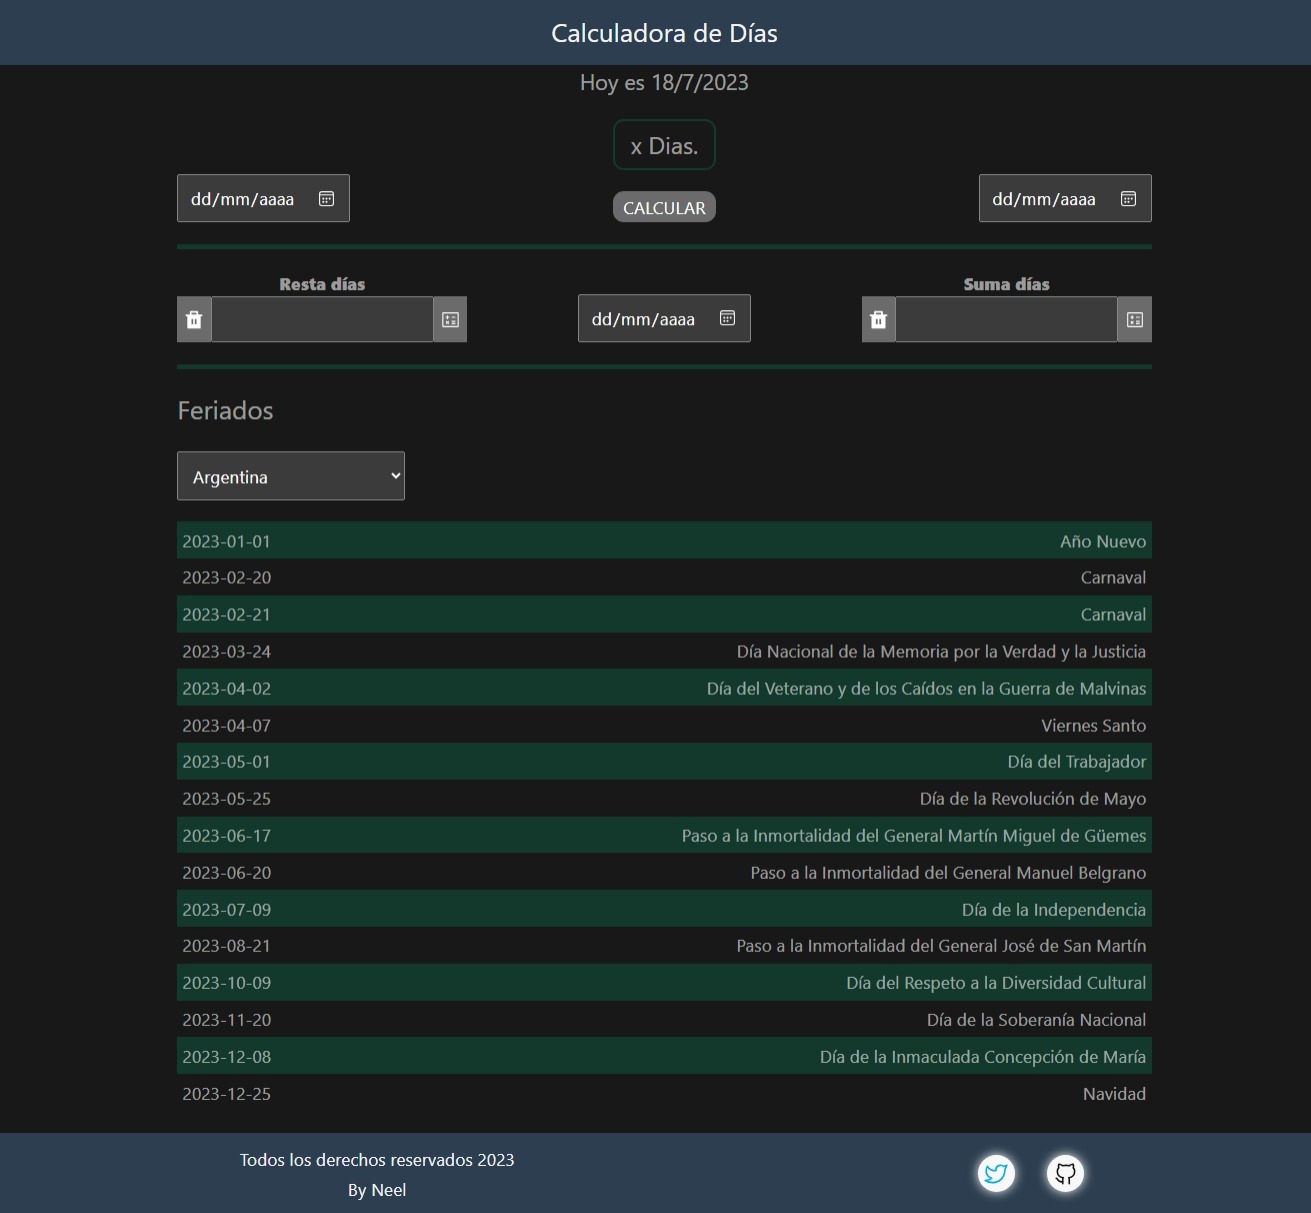 Calculadora de Días
Hoy es 18/7/2023
x Dias.
dd/mm/aaaa
CALCULAR
dd/mm/aaaa
Resta días
dd/mm/aaaa
Suma días
Feriados
Argentina
2023-01-01 Año Nuevo
2023-02-20 Carnaval
2023-02-21 Carnaval
2023-03-24 Día Nacional de la Memoria por la Verdad y la Justicia
2023-04-02 Día del Veterano y de los Caídos en la Guerra de Malvinas
2023-04-07 Viernes Santo
2023-05-01 Día del Trabajador
2023-05-25 Día de la Revolución de Mayo
2023-06-17 Paso a la Inmortalidad del General Martín Miguel de Güemes
2023-06-20 Paso a la Inmortalidad del General Manuel Belgrano
2023-07-09 Día de la Independencia
2023-08-21 Paso a la Inmortalidad del General José de San Martín
2023-10-09 Día del Respeto a la Diversidad Cultural
2023-11-20 Día de la Soberanía Nacional
2023-12-08 Día de la Inmaculada Concepción de María
2023-12-25 Navidad
Todos los derechos reservados 2023
By Neel